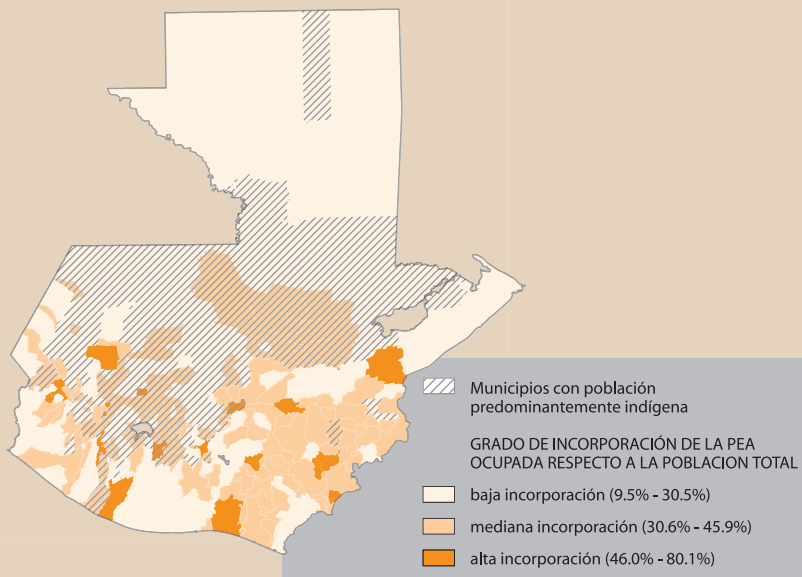 Municipios con población
predominantemente indígena
GRADO DE INCORPORACIÓN DE LA PEA
OCUPADA RESPECTO A LA POBLACION TOTAL
baja incorporación (9.5% - 30.5%)
mediana incorporación (30.6% - 45.9%)
alta incorporación (46.0% - 80.1%)